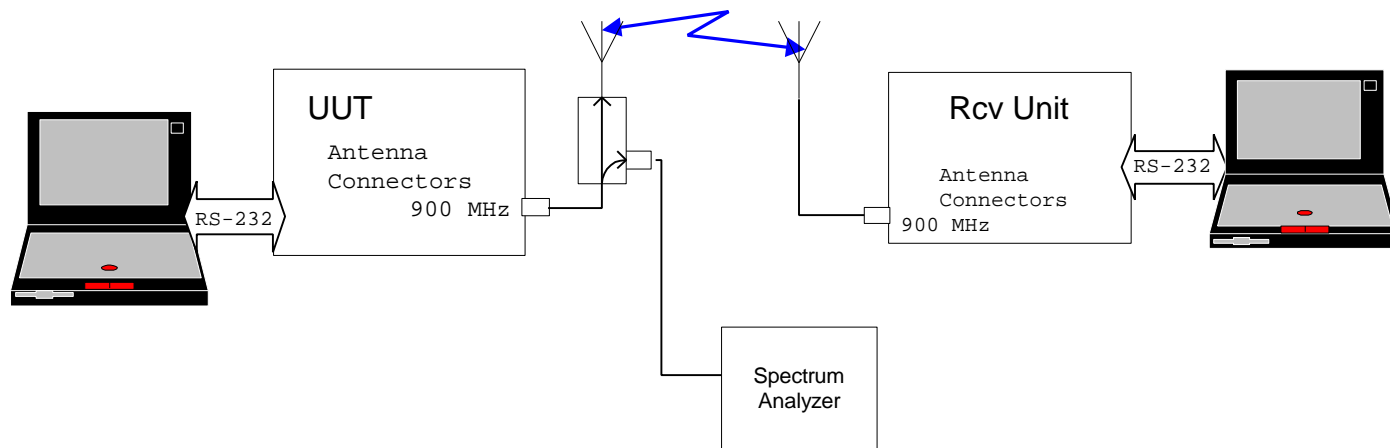 UUT
Antenna
Connectors
900 MHz
RS-232
Rcv Unit
Antenna
Connectors
900 MHz
RS-232
Spectrum
Analyzer